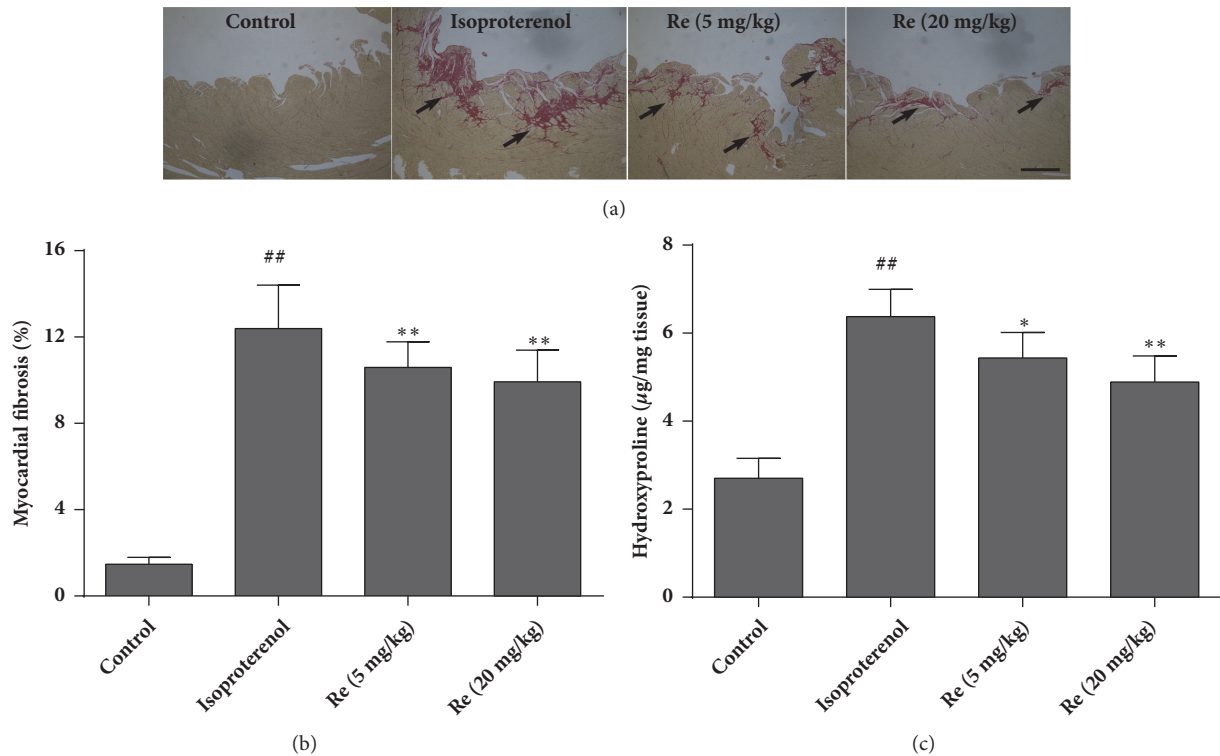 Control
Isoproterenol
Re (5 mg/kg)
Re (20 mg/kg)
(a)
Myocardial fibrosis (%)
16
12
8
4
0
##
**
**
Control
Isoproterenol
Re (5 mg/kg)
Re (20 mg/kg)
(b)
Hydroxyproline (µg/mg tissue)
8
6
4
2
0
##
*
**
Control
Isoproterenol
Re (5 mg/kg)
Re (20 mg/kg)
(c)